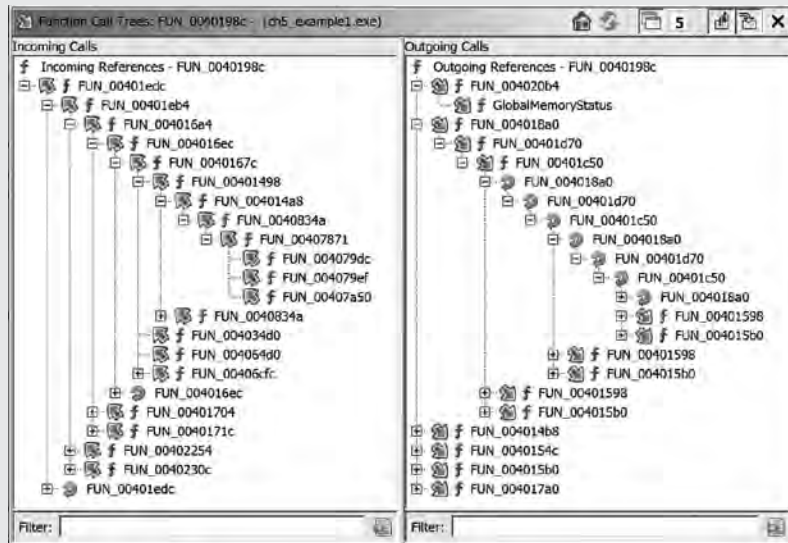 Function Call Trees: FUN_0040198c - (ch5_example1.exe)
5
Incoming Calls
f Incoming References - FUN_0040198c
f FUN_00401edc
f FUN_00401eb4
f FUN_004016a4
f FUN_004016ec
f FUN_0040167c
f FUN_00401498
f FUN_004014a8
f FUN_0040834a
f FUN_00407871
f FUN_004079dc
f FUN_004079ef
f FUN_00407a50
f FUN_0040834a
f FUN_004034d0
f FUN_004064d0
f FUN_00406cfc
FUN_004016ec
f FUN_00401704
f FUN_0040171c
f FUN_00402254
f FUN_0040230c
FUN_00401edc
Filter:
Outgoing Calls
f Outgoing References - FUN_0040198c
f FUN_004020b4
f GlobalMemoryStatus
f FUN_004018a0
f FUN_00401d70
f FUN_00401c50
FUN_004018a0
FUN_00401d70
FUN_00401c50
FUN_004018a0
FUN_00401d70
FUN_00401c50
FUN_004018a0
f FUN_00401598
f FUN_004015b0
f FUN_00401598
f FUN_004015b0
f FUN_00401598
f FUN_004015b0
f FUN_004014b8
f FUN_0040154c
f FUN_004015b0
f FUN_004017a0
Filter: